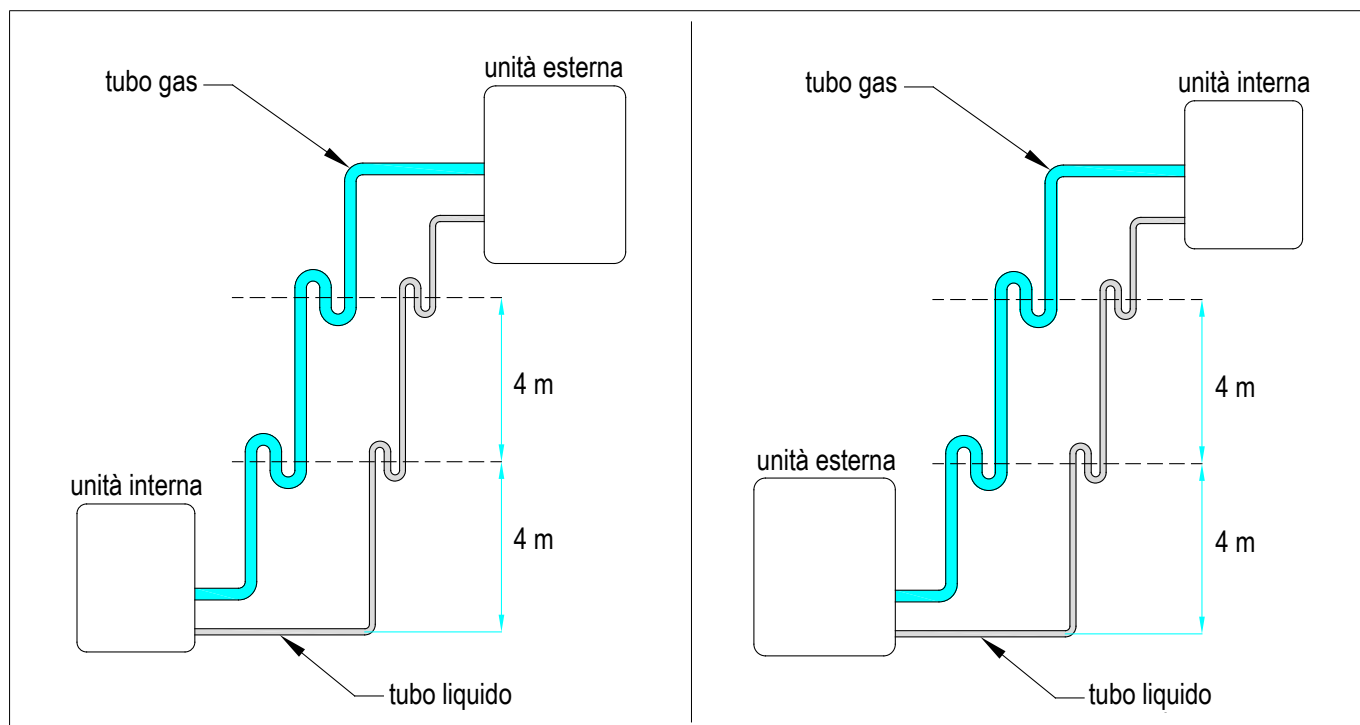 tubo gas
unità esterna
4 m
unità interna
4 m
tubo liquido
tubo gas
unità interna
4 m
unità esterna
4 m
tubo liquido